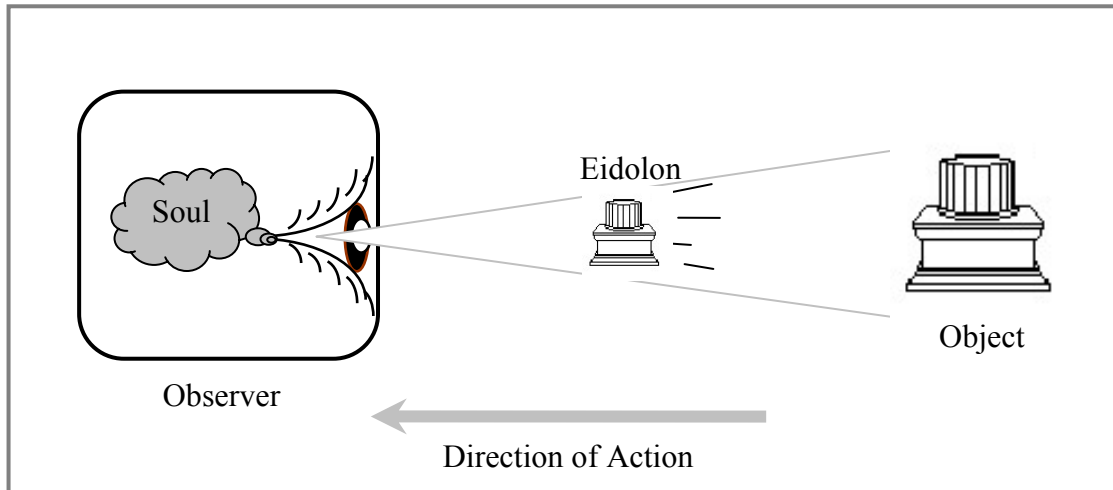 Eidolon
Soul
Object
Observer
Direction of Action